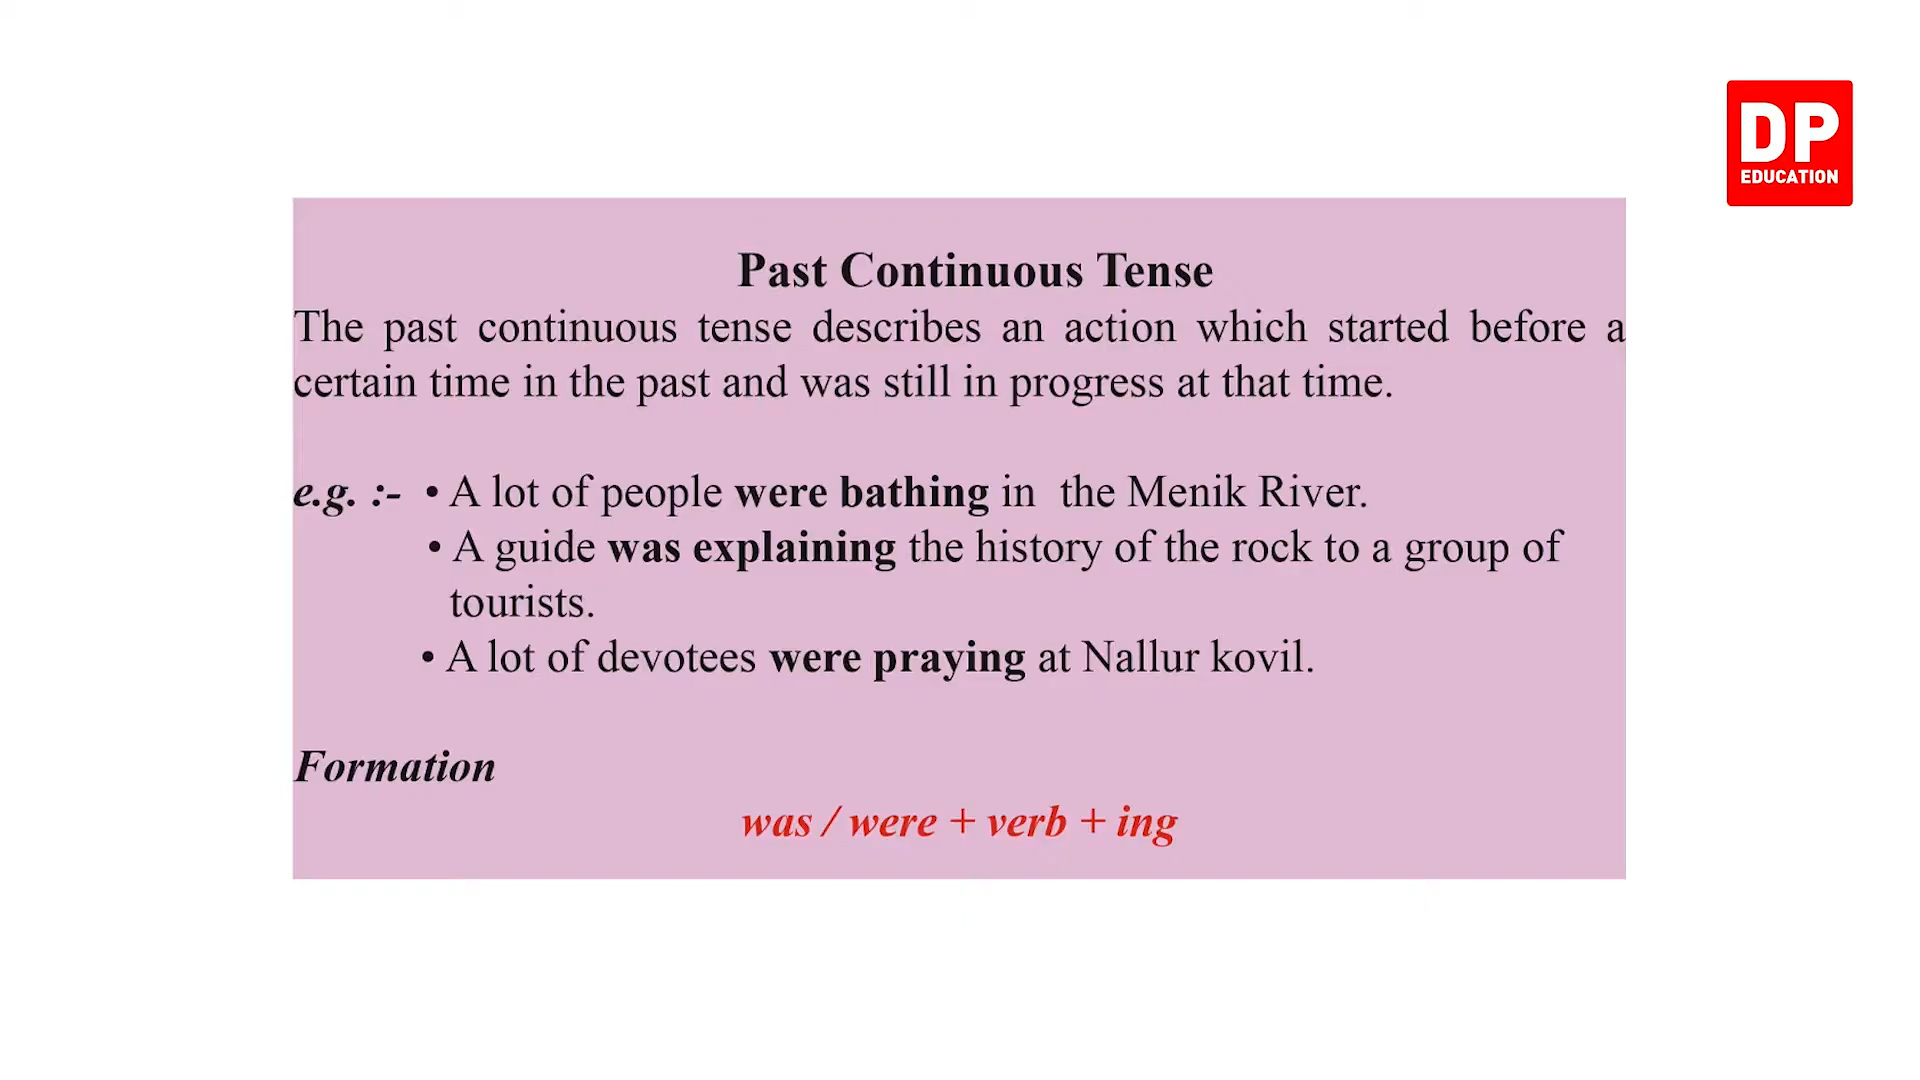 DP
EDUCATION
Past Continuous Tense
The past continuous tense describes an action which started before a
certain time in the past and was still in progress at that time.
e.g. :- • A lot of people were bathing in the Menik River.
• A guide was explaining the history of the rock to a group of
tourists.
• A lot of devotees were praying at Nallur kovil.
Formation
was / were + verb + ing